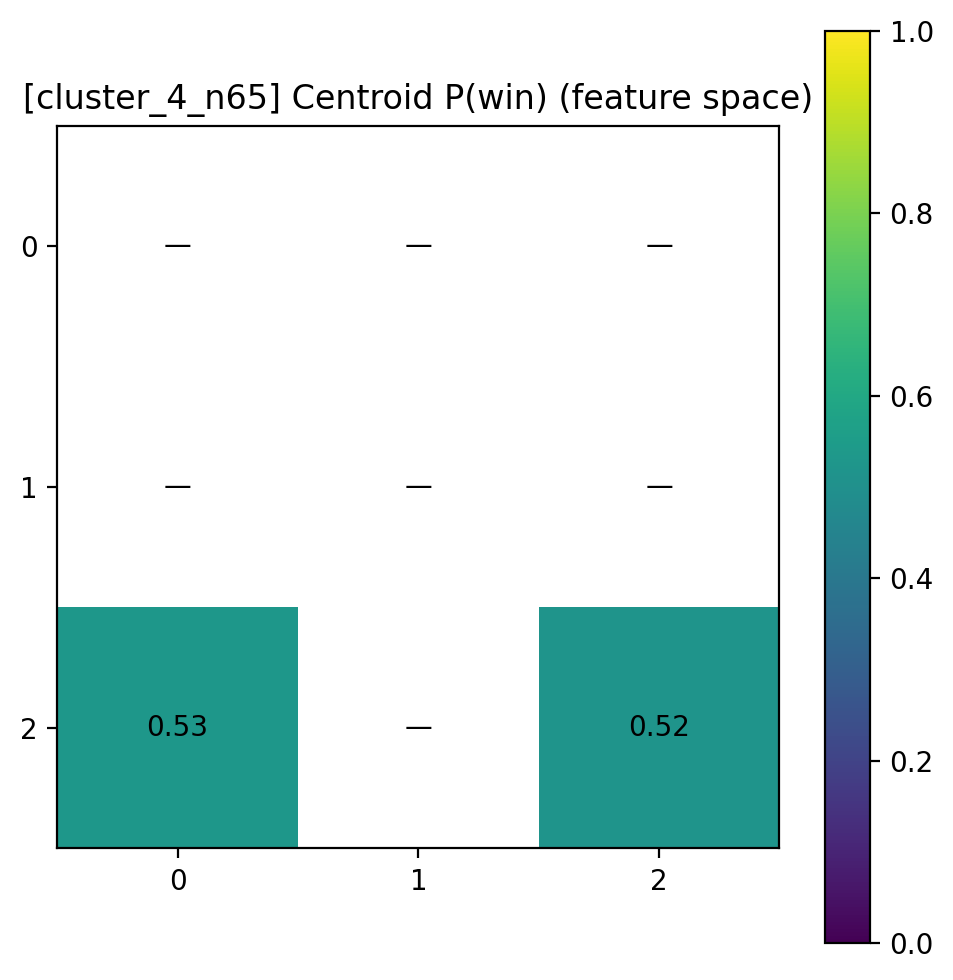 [cluster_4_n65] Centroid P(win) (feature space)
1.0
0.8
0.6
0.4
0.2
0.0
0 — — —
1 — — —
2 0.53 — 0.52
0 1 2